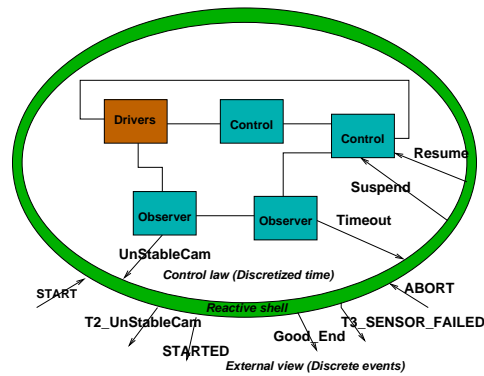 Drivers
Control
Control
Resume
Suspend
Observer
Observer
Timeout
UnStableCam
Control law (Discretized time)
START
ABORT
Reactive shell
T2_UnStableCam
T3_SENSOR_FAILED
Good_End
STARTED
External view (Discrete events)